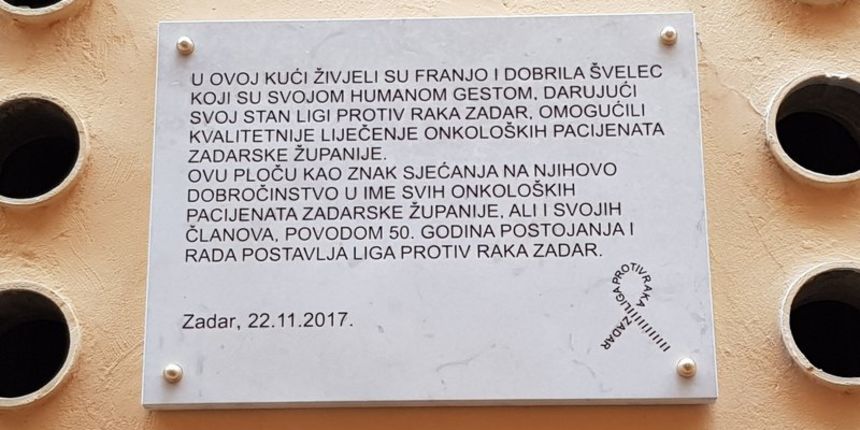 U OVOJ KUĆI ŽIVJELI SU FRANJO I DOBRILA ŠVELEC
KOJI SU SVOJOM HUMANOM GESTOM, DARUJUĆI
SVOJ STAN LIGI PROTIV RAKA ZADAR, OMOGUĆILI
KVALITETNIJE LIJEČENJE ONKOLOŠKIH PACIJENATA
ZADARSKE ŽUPANIJE.
OVU PLOČU KAO ZNAK SJEĆANJA NA NJIHOVO
DOBROČINSTVO U IME SVIH ONKOLOŠKIH
PACIJENATA ZADARSKE ŽUPANIJE, ALI I SVOJIH
ČLANOVA, POVODOM 50. GODINA POSTOJANJA I
RADA POSTAVLJA LIGA PROTIV RAKA ZADAR.
Zadar, 22.11.2017.
LIGA PROTIV RAKA ZADAR